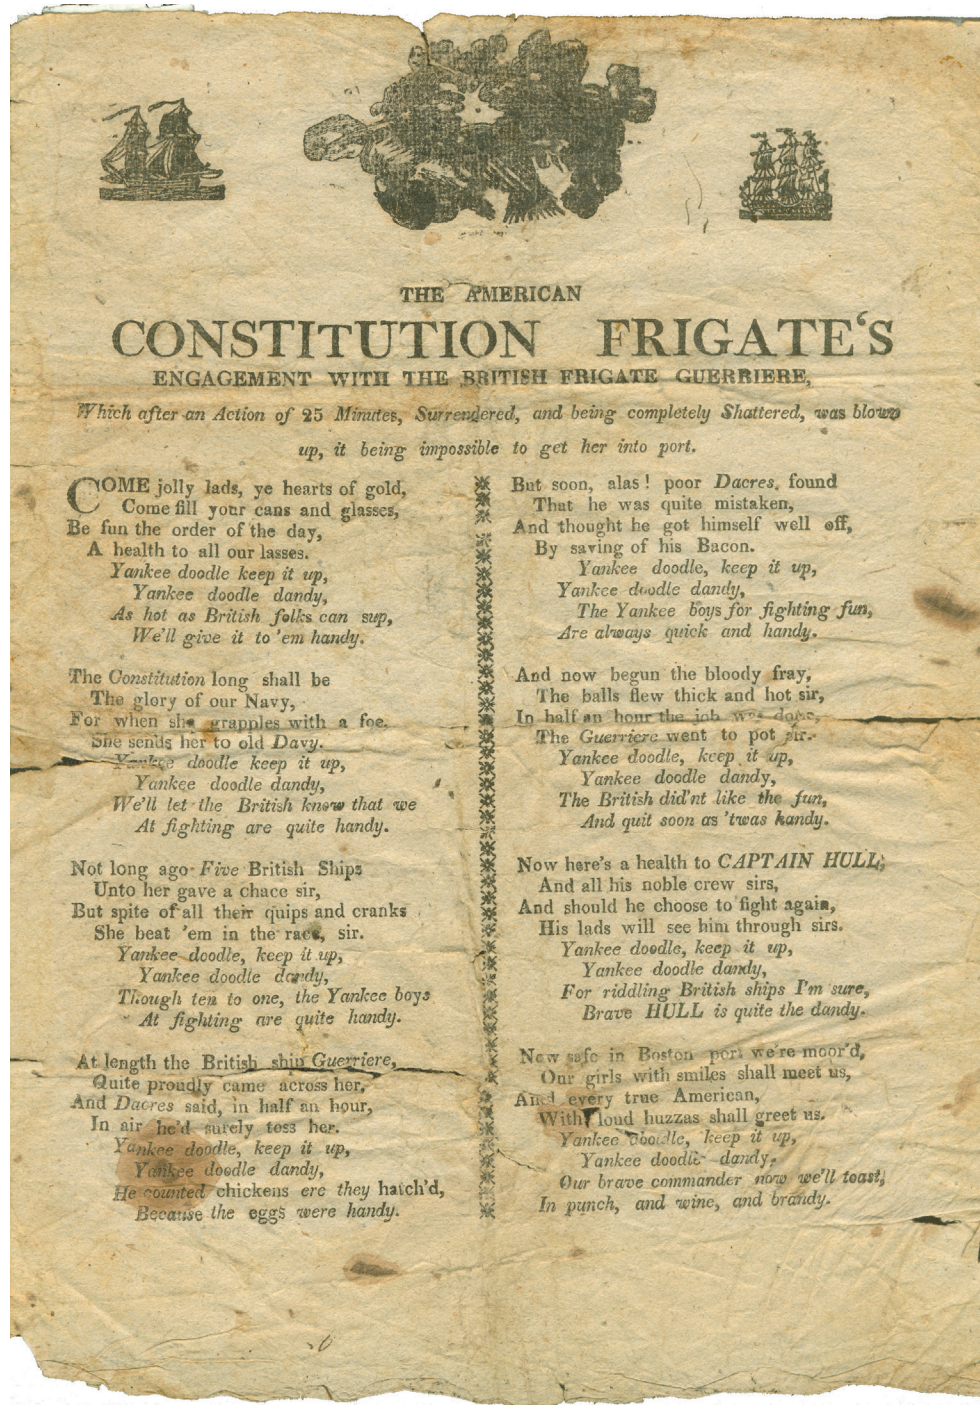 THE AMERICAN
CONSTITUTION FRIGATE‘S
ENGAGEMENT WITH THE BRITISH FRIGATE GUERRIERE,
Which after an Action of 25 Minutes, Surrendered, and being completely Shattered, was blown
up, it being impossible to get her into port.
COME jolly lads, ye hearts of gold,
Come fill your cans and glasses,
Be fun the order of the day,
A health to all our lasses.
Yankee doodle keep it up,
Yankee doodle dandy,
As hot as British folks can sup,
We'll give it to 'em handy.
The Constitution long shall be
The glory of our Navy,
For when she grapples with a foe.
She sends her to old Davy.
Yankee doodle keep it up,
Yankee doodle dandy,
We'll let the British know that we
At fighting are quite handy.
Not long ago Five British Ships
Unto her gave a chace sir,
But spite of all their quips and cranks
She beat 'em in the race, sir.
Yankee doodle, keep it up,
Yankee doodle dandy,
Though ten to one, the Yankee boys
At fighting are quite handy.
At length the British ship Guerriere,
Quite proudly came across her,
And Dacres said, in half an hour,
In air he'd surely toss her.
Yankee doodle, keep it up,
Yankee doodle dandy,
He counted chickens ere they hatch'd,
Because the eggs were handy.
But soon, alas! poor Dacres, found
That he was quite mistaken,
And thought he got himself well off,
By saving of his Bacon.
Yankee doodle, keep it up,
Yankee doodle dandy,
The Yankee boys for fighting fun,
Are always quick and handy.
And now begun the bloody fray,
The balls flew thick and hot sir,
In half an hour the job was done,
The Guerriere went to pot sir.
Yankee doodle, keep it up,
Yankee doodle dandy,
The British did'nt like the fun,
And quit soon as 'twas handy.
Now here's a health to CAPTAIN HULL,
And all his noble crew sirs,
And should he choose to fight again,
His lads will see him through sirs.
Yankee doodle, keep it up,
Yankee doodle dandy,
For riddling British ships I'm sure,
Brave HULL is quite the dandy.
Now safe in Boston port we're moor'd,
Our girls with smiles shall meet us,
And every true American,
With loud huzzas shall greet us.
Yankee doodle, keep it up,
Yankee doodle dandy,
Our brave commander now we'll toast,
In punch, and wine, and brandy.